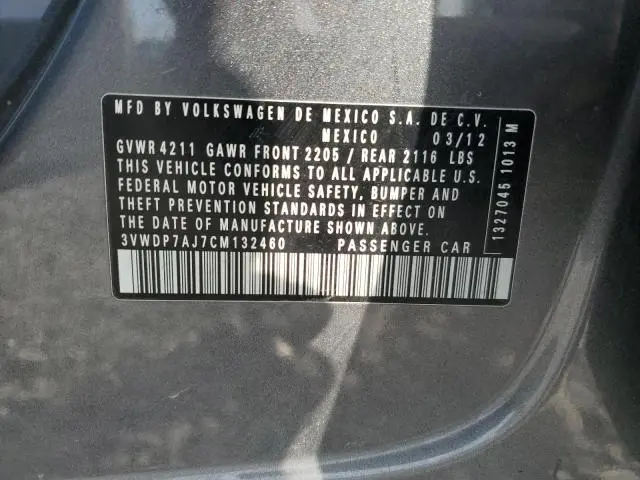 MFD BY VOLKSWAGEN DE MEXICO S.A. DE C.V.
MEXICO 03/12
GVWR 4211 GAWR FRONT 2205 / REAR 2116 LBS
THIS VEHICLE CONFORMS TO ALL APPLICABLE U.S.
FEDERAL MOTOR VEHICLE SAFETY, BUMPER AND
THEFT PREVENTION STANDARDS IN EFFECT ON
THE DATE OF MANUFACTURE SHOWN ABOVE.
3VWDP7AJ7CM132460 PASSENGER CAR
1327045 1013 M